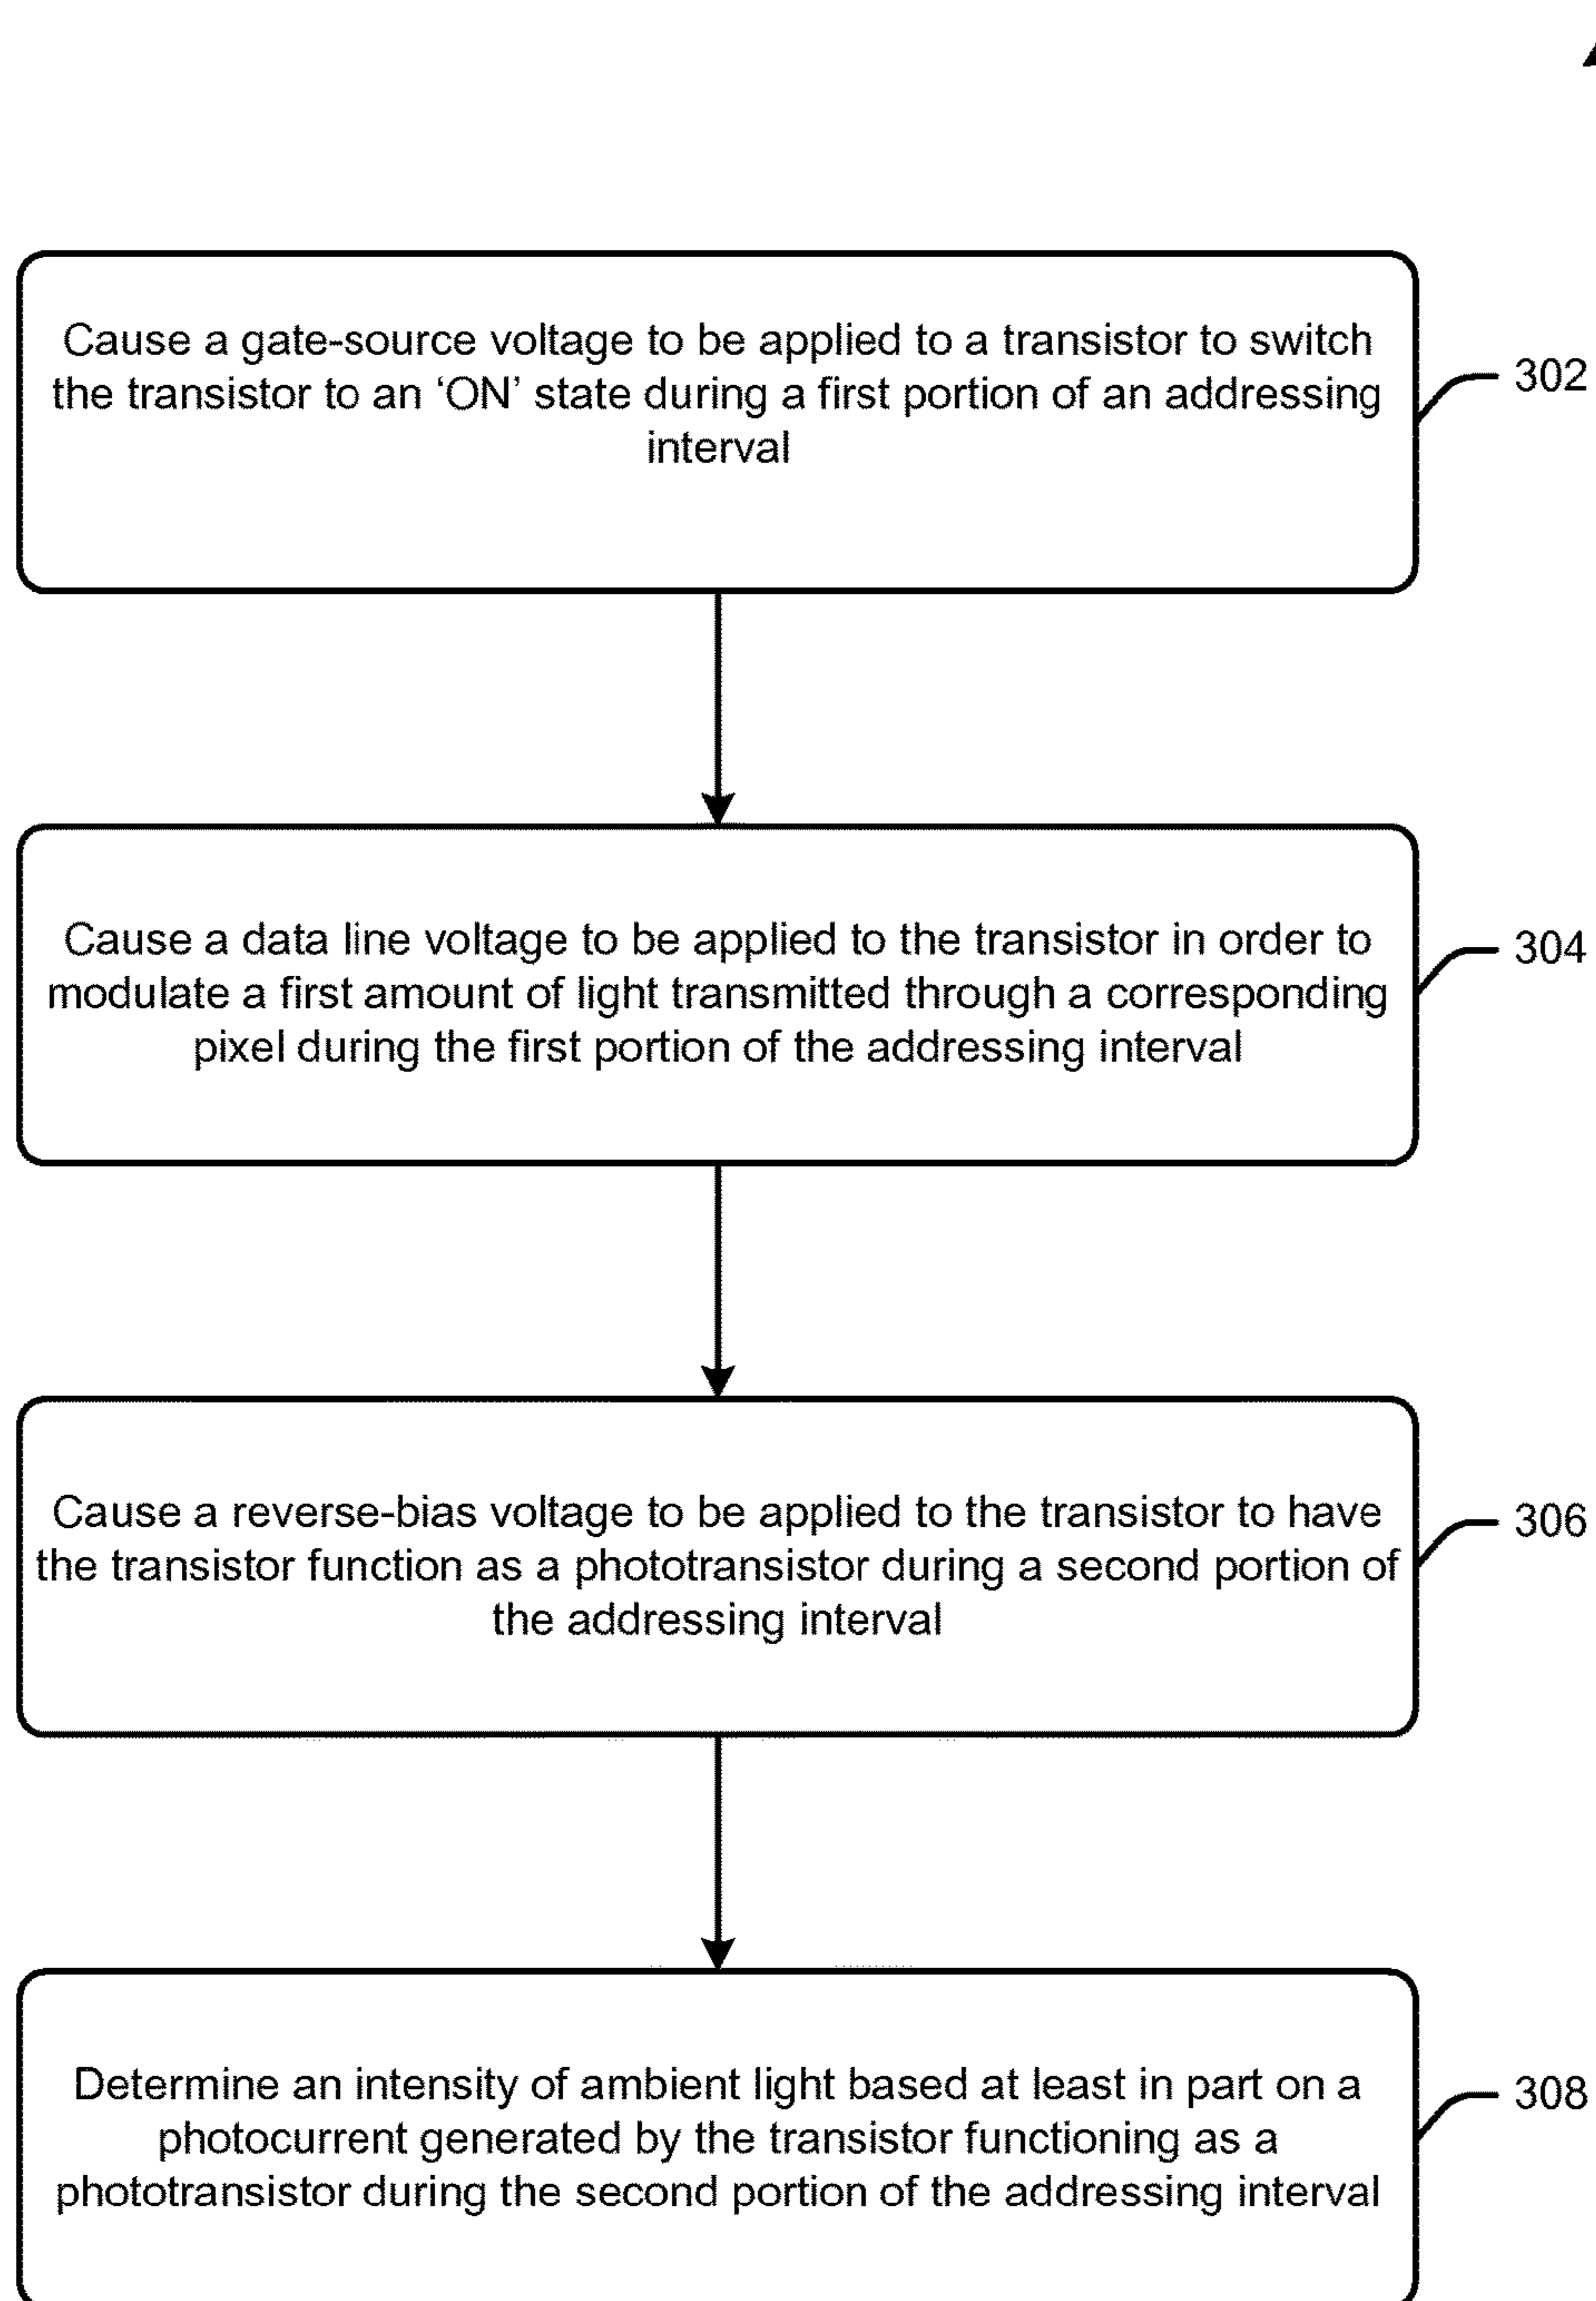 Cause a gate-source voltage to be applied to a transistor to switch
the transistor to an ‘ON’ state during a first portion of an addressing
interval
302
Cause a data line voltage to be applied to the transistor in order to
modulate a first amount of light transmitted through a corresponding
pixel during the first portion of the addressing interval
304
Cause a reverse-bias voltage to be applied to the transistor to have
the transistor function as a phototransistor during a second portion of
the addressing interval
306
Determine an intensity of ambient light based at least in part on a
photocurrent generated by the transistor functioning as a
phototransistor during the second portion of the addressing interval
308